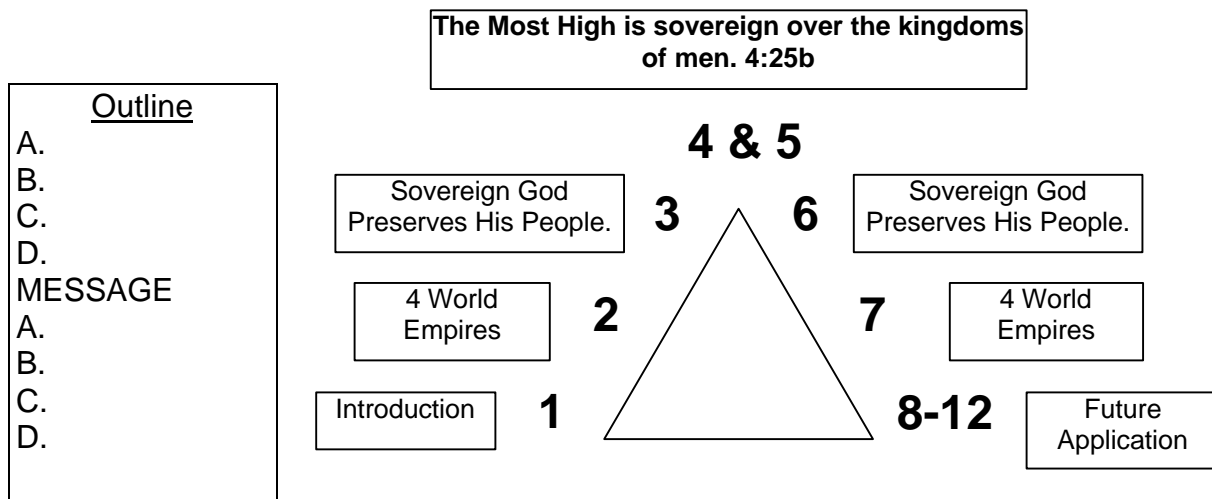 The Most High is sovereign over the kingdoms
of men. 4:25b
Outline
A.
B.
C.
D.
MESSAGE
A.
B.
C.
D.
4 & 5
Sovereign God
Preserves His People.
3
6
Sovereign God
Preserves His People.
4 World
Empires
2
7
4 World
Empires
Introduction
1
8-12
Future
Application